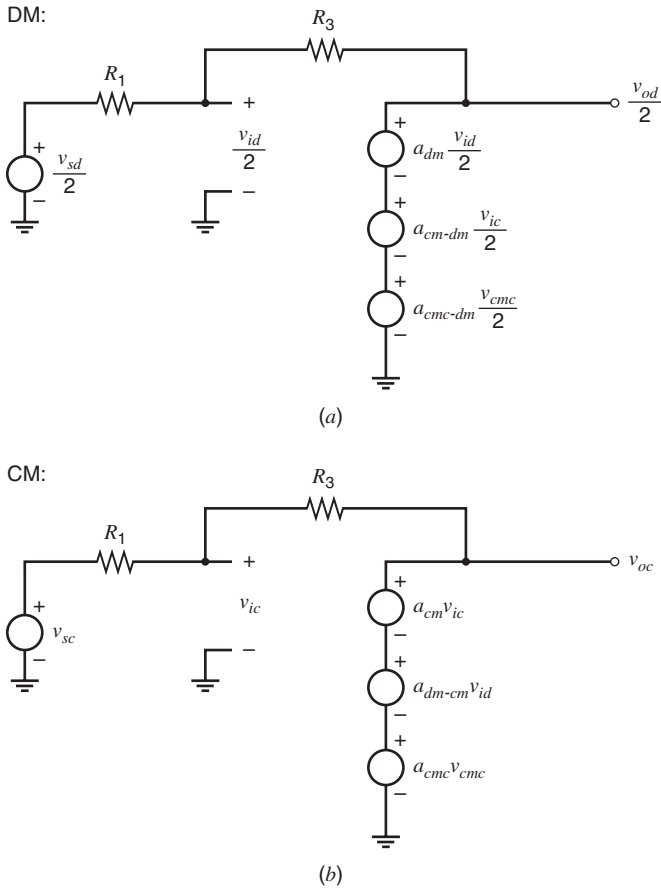 DM:
R3
R1
+
+
vsd/2
−
vid/2
−
vod/2
+
adm vid/2
−
+
acm-dm vic/2
−
+
acmc-dm vcmc/2
−
(a)
CM:
R3
R1
+
+
vsc
−
vic
−
voc
+
acmvic
−
+
adm-cmvid
−
+
acmcvcmc
−
(b)